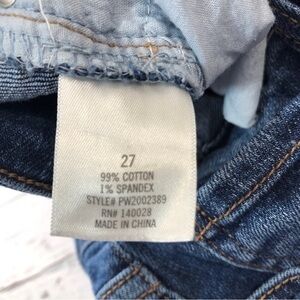 27
99% COTTON
1% SPANDEX
STYLE# PW2002389
RN# 140028
MADE IN CHINA